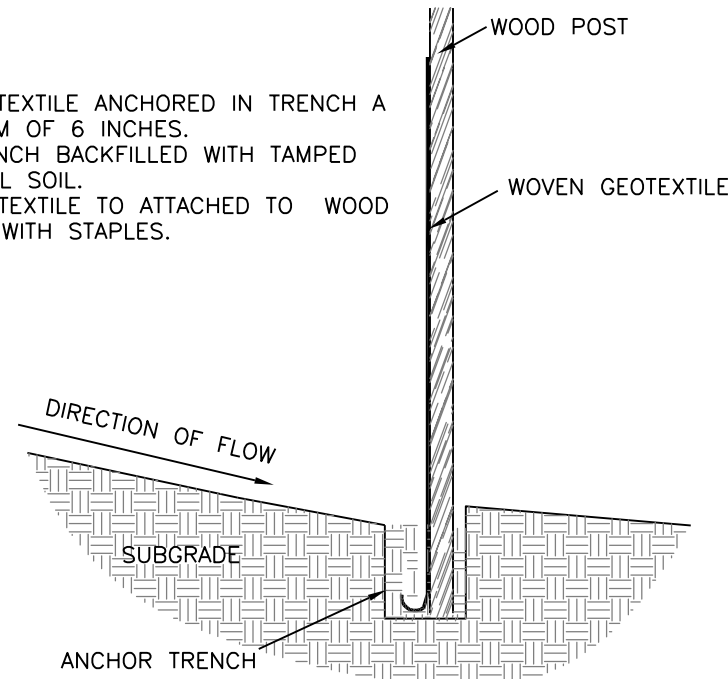 WOOD POST
TEXTILE ANCHORED IN TRENCH A
M OF 6 INCHES.
NCH BACKFILLED WITH TAMPED
L SOIL.
TEXTILE TO ATTACHED TO WOOD
WITH STAPLES.
WOVEN GEOTEXTILE
DIRECTION OF FLOW
SUBGRADE
ANCHOR TRENCH